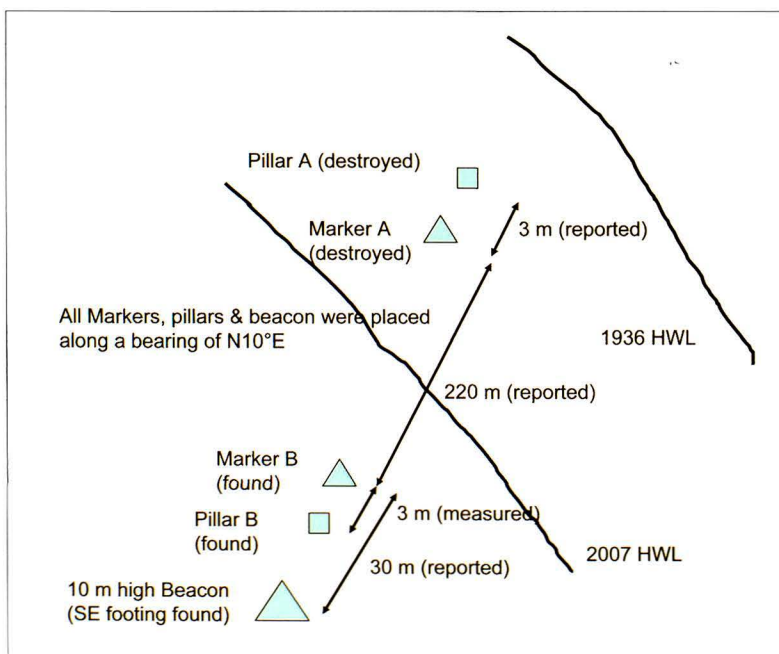 Pillar A (destroyed)
Marker A
(destroyed)
3 m (reported)
All Markers, pillars & beacon were placed
along a bearing of N10°E
1936 HWL
220 m (reported)
Marker B
(found)
Pillar B
(found)
3 m (measured)
30 m (reported)
2007 HWL
10 m high Beacon
(SE footing found)